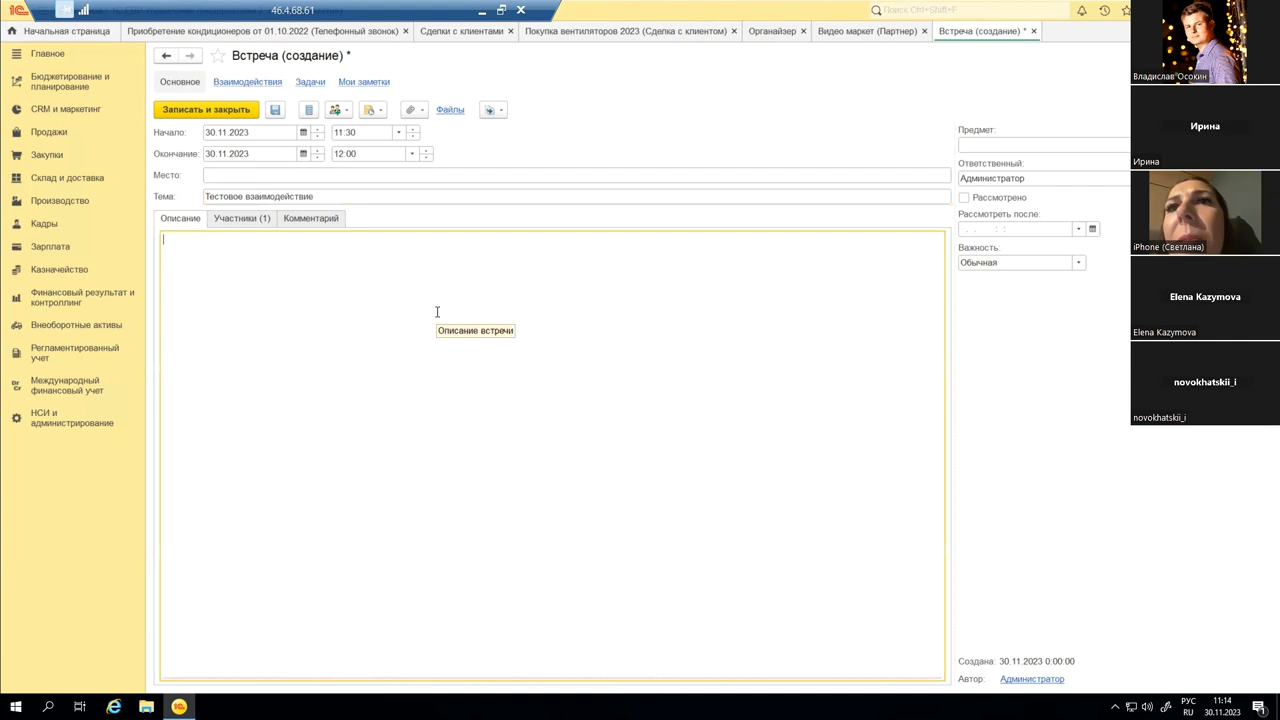 46.4.68.61
Поиск Ctrl+Shift+F
Начальная страница
Приобретение кондиционеров от 01.10.2022 (Телефонный звонок)
Сделки с клиентами
Покупка вентиляторов 2023 (Сделка с клиентом)
Органайзер
Видео маркет (Партнер)
Встреча (создание) *
Главное
Бюджетирование и
планирование
CRM и маркетинг
Продажи
Закупки
Склад и доставка
Производство
Кадры
Зарплата
Казначейство
Финансовый результат и
контроллинг
Внеоборотные активы
Регламентированный
учет
Международный
финансовый учет
НСИ и
администрирование
Встреча (создание) *
Основное
Взаимодействия
Задачи
Мои заметки
Записать и закрыть
Файлы
Начало: 30.11.2023 11:30
Окончание: 30.11.2023 12:00
Место:
Тема: Тестовое взаимодействие
Описание
Участники (1)
Комментарий
Описание встречи
Предмет:
Ответственный:
Администратор
Рассмотрено
Рассмотреть после:
Важность:
Обычная
Создана: 30.11.2023 0:00:00
Автор: Администратор
Владислав Осокин
Ирина
Ирина
iPhone (Светлана)
Elena Kazymova
Elena Kazymova
novokhatskii_i
novokhatskii_i
РУС
RU
11:14
30.11.2023